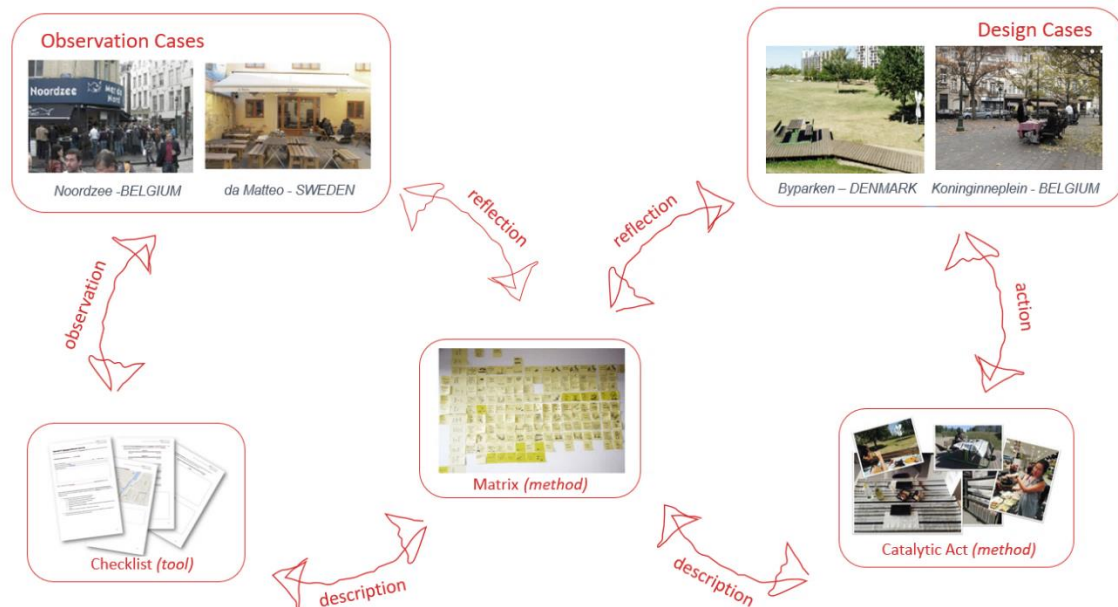 Observation Cases
Noordzee
Noordzee -BELGIUM
da Matteo - SWEDEN
Design Cases
Byparken – DENMARK
Koninginneplein - BELGIUM
reflection
reflection
observation
action
Matrix (method)
Checklist (tool)
Catalytic Act (method)
description
description